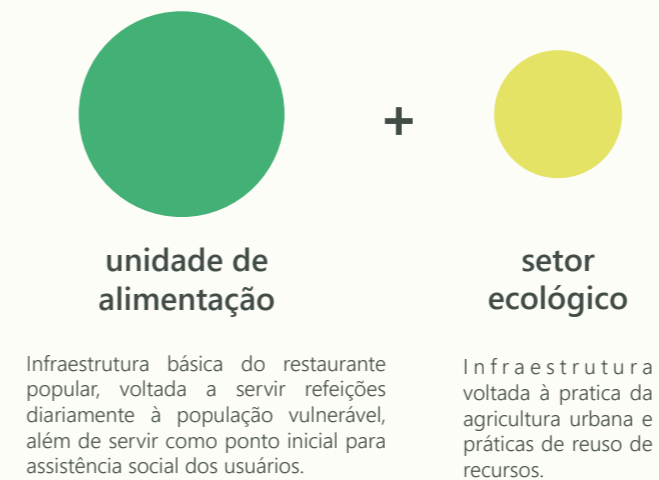 +
unidade de
alimentação
Infraestrutura básica do restaurante
popular, voltada a servir refeições
diariamente à população vulnerável,
além de servir como ponto inicial para
assistência social dos usuários.
setor
ecológico
Infraestrutura
voltada à pratica da
agricultura urbana e
práticas de reuso de
recursos.